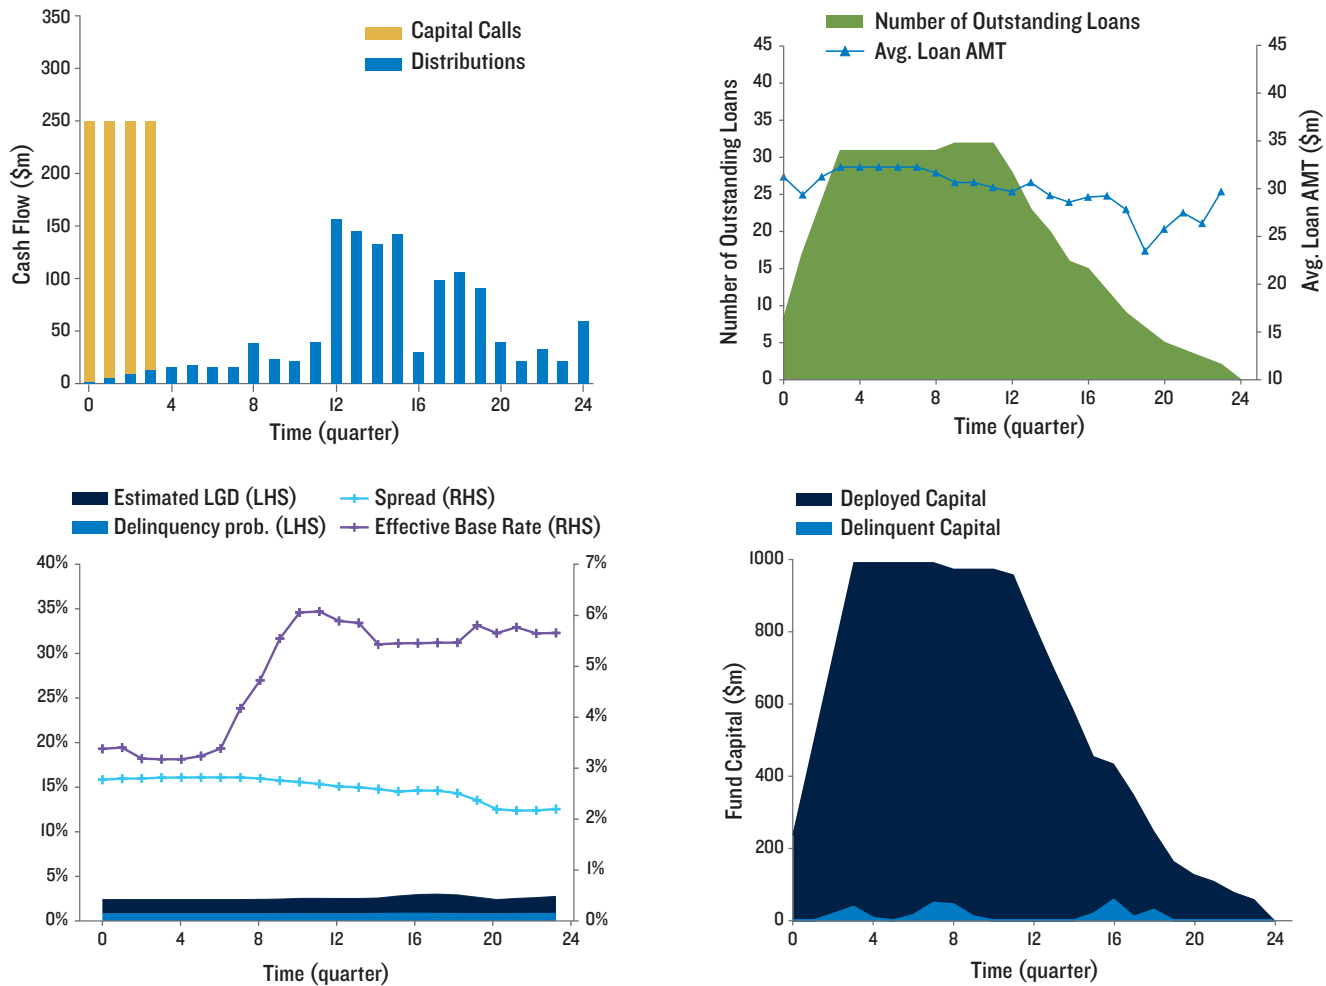 Capital Calls
Distributions
Cash Flow ($m)
350
300
250
200
150
100
50
0
0 4 8 12 16 20 24
Time (quarter)
Number of Outstanding Loans
Avg. Loan AMT
Number of Outstanding Loans
45
40
35
30
25
20
15
10
5
0
45
40
35
30
25
20
15
10
Avg. Loan AMT ($m)
0 4 8 12 16 20 24
Time (quarter)
Estimated LGD (LHS)
Spread (RHS)
Delinquency prob. (LHS)
Effective Base Rate (RHS)
40%
35%
30%
25%
20%
15%
10%
5%
0%
7%
6%
5%
4%
3%
2%
1%
0%
0 4 8 12 16 20 24
Time (quarter)
Deployed Capital
Delinquent Capital
Fund Capital ($m)
1000
800
600
400
200
0
0 4 8 12 16 20 24
Time (quarter)